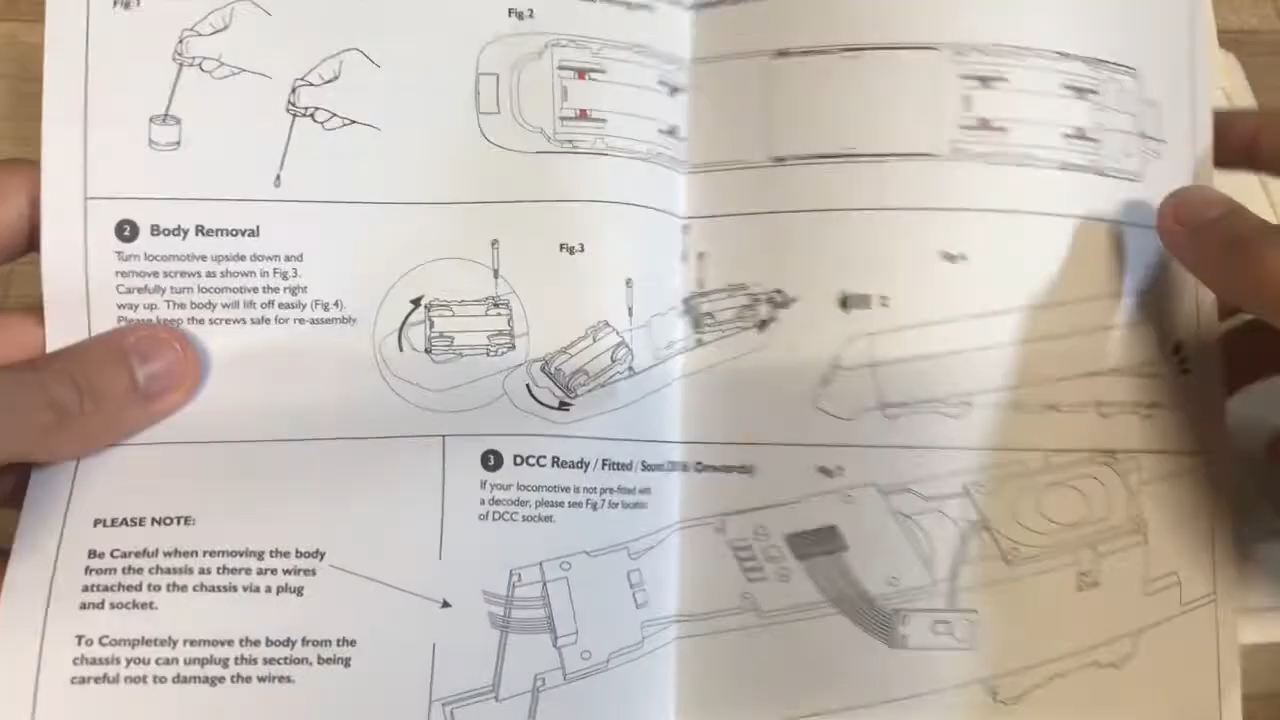 Fig.1
Fig.2
2 Body Removal
Turn locomotive upside down and
remove screws as shown in Fig.3.
Carefully turn locomotive the right
way up. The body will lift off easily (Fig.4).
Please keep the screws safe for re-assembly
Fig.3
3 DCC Ready / Fitted / Sound
If your locomotive is not pre-fitted with
a decoder, please see Fig.7 for location
of DCC socket.
PLEASE NOTE:
Be Careful when removing the body
from the chassis as there are wires
attached to the chassis via a plug
and socket.
To Completely remove the body from the
chassis you can unplug this section, being
careful not to damage the wires.